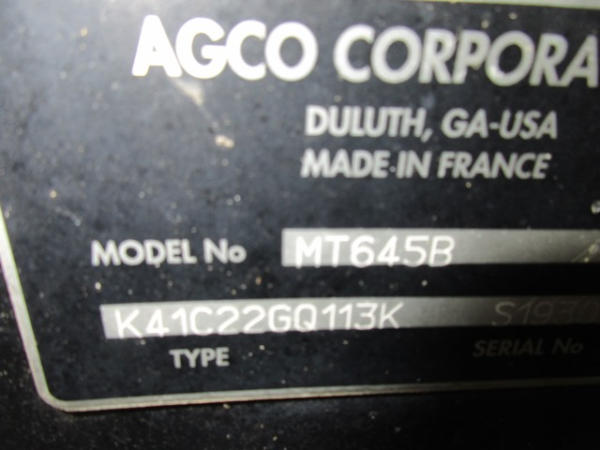 AGCO CORPORA
DULUTH, GA-USA
MADE IN FRANCE
MODEL No MT645B
K41C22GQ113K
TYPE SERIAL No